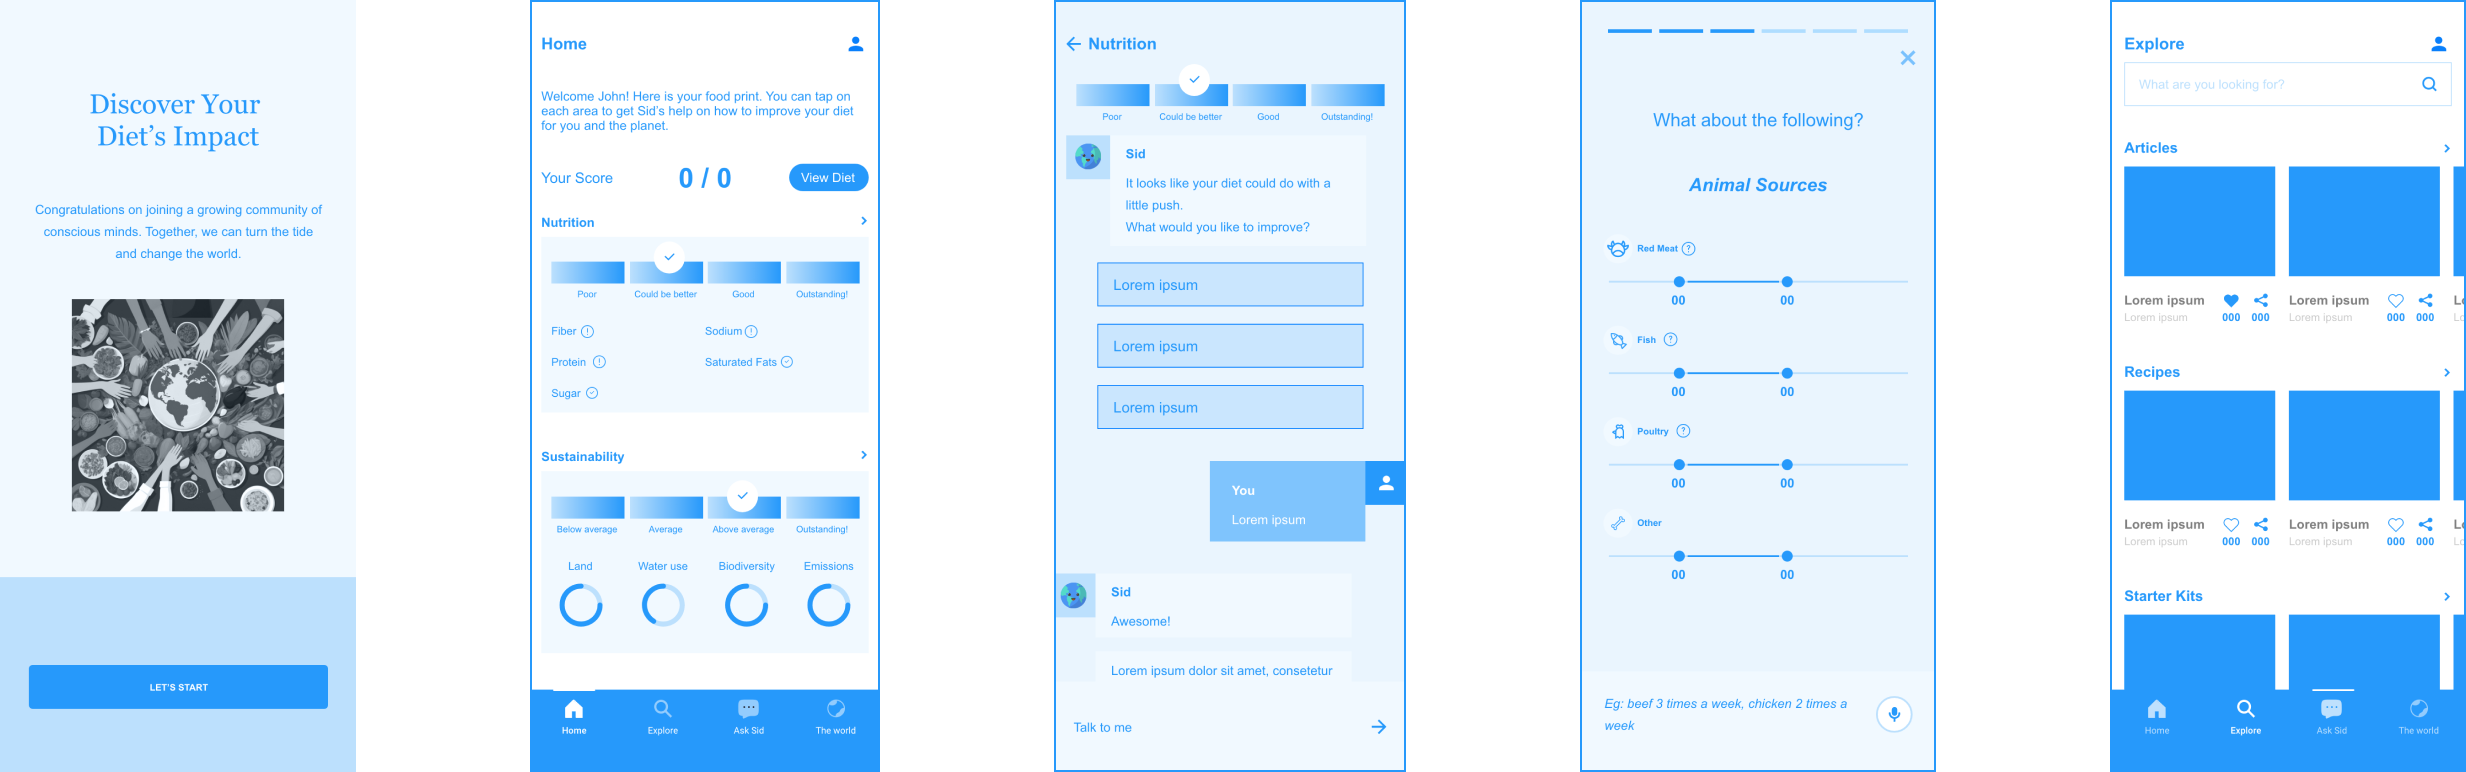 Discover Your
Diet’s Impact
Congratulations on joining a growing community of
conscious minds. Together, we can turn the tide
and change the world.
LET'S START
Home
Welcome John! Here is your food print. You can tap on
each area to get Sid’s help on how to improve your diet
for you and the planet.
Your Score
0 / 0
View Diet
Nutrition
Poor
Could be better
Good
Outstanding!
Fiber
Sodium
Protein
Saturated Fats
Sugar
Sustainability
Below average
Average
Above average
Outstanding!
Land
Water use
Biodiversity
Emissions
Home
Explore
Ask Sid
The world
Nutrition
Poor
Could be better
Good
Outstanding!
Sid
It looks like your diet could do with a
little push.
What would you like to improve?
Lorem ipsum
Lorem ipsum
Lorem ipsum
You
Lorem ipsum
Sid
Awesome!
Lorem ipsum dolor sit amet, consetetur
Talk to me
What about the following?
Animal Sources
Red Meat ?
00 00
Fish ?
00 00
Poultry ?
00 00
Other
00 00
Eg: beef 3 times a week, chicken 2 times a
week
Explore
What are you looking for?
Articles
Lorem ipsum
Lorem ipsum
000 000
Lorem ipsum
Lorem ipsum
000 000
Lo
Lo
Recipes
Lorem ipsum
Lorem ipsum
000 000
Lorem ipsum
Lorem ipsum
000 000
Lo
Lo
Starter Kits
Home
Explore
Ask Sid
The world